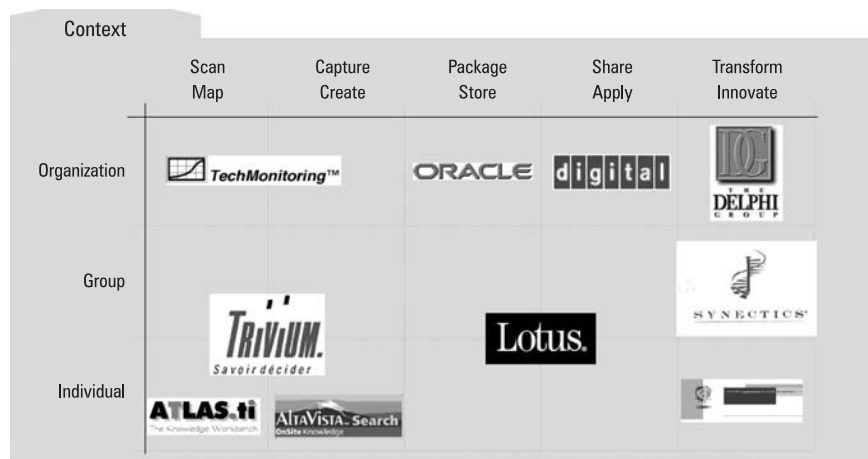 Context
Scan Capture Package Share Transform
Map Create Store Apply Innovate
Organization
TechMonitoring™
ORACLE
digital
DG
THE
DELPHI
GROUP
Group
SYNECTICS®
TRIVIUM.
Savoir décider
Lotus.
Individual
ATLAS.ti
The Knowledge Workbench
ALTAVISTA™ Search
OnSite Knowledge